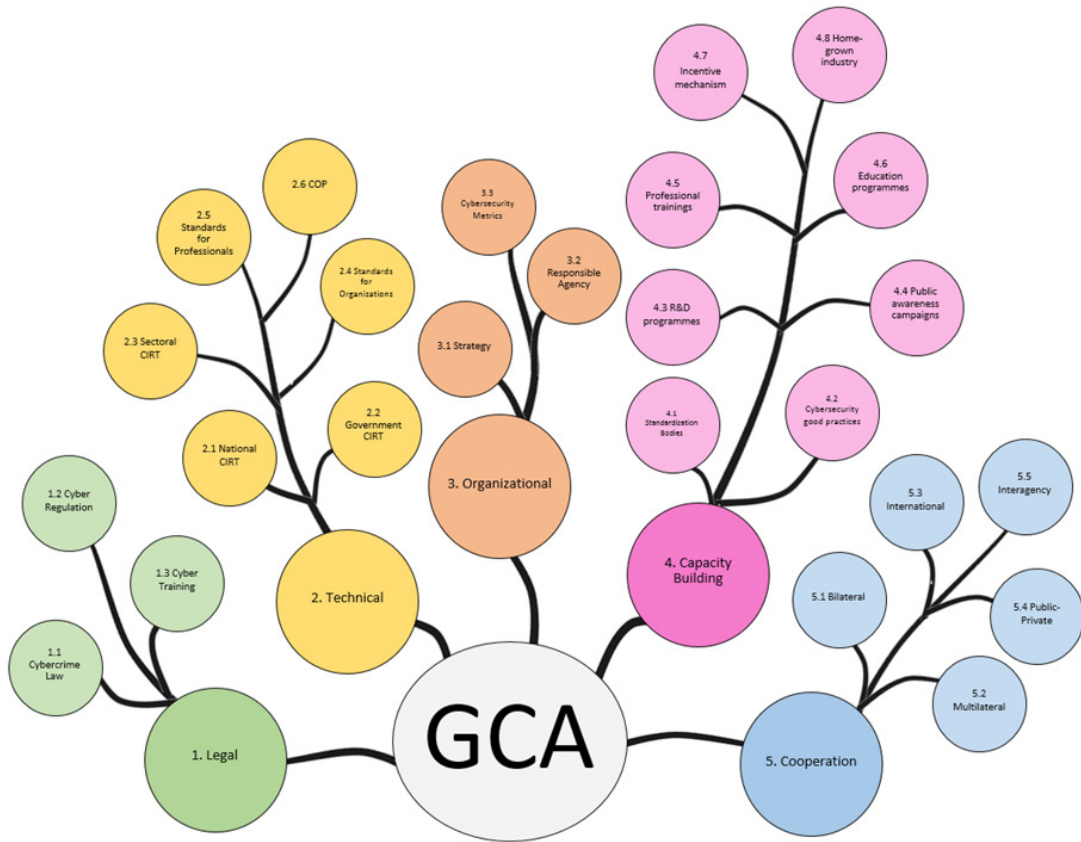 GCA
1. Legal
1.1
Cybercrime
Law
1.2 Cyber
Regulation
1.3 Cyber
Training
2. Technical
2.1 National
CIRT
2.2
Government
CIRT
2.3 Sectoral
CIRT
2.4 Standards
for
Organizations
2.5
Standards
for
Professionals
2.6 COP
3. Organizational
3.1 Strategy
3.2
Responsible
Agency
3.3
Cybersecurity
Metrics
4. Capacity
Building
4.1
Standardization
Bodies
4.2
Cybersecurity
good practices
4.3 R&D
programmes
4.4 Public
awareness
campaigns
4.5
Professional
trainings
4.6
Education
programmes
4.7
Incentive
mechanism
4.8 Home-
grown
industry
5. Cooperation
5.1 Bilateral
5.2
Multilateral
5.3
International
5.4 Public-
Private
5.5
Interagency